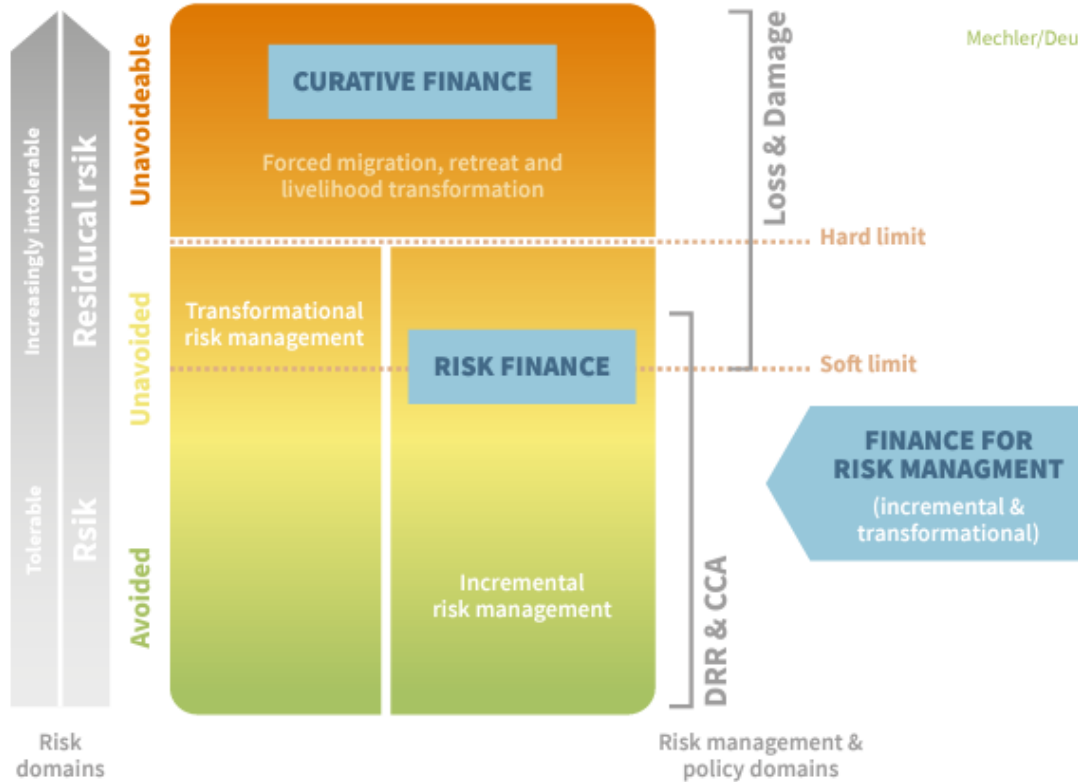 Mechler/Deu
Increasingly intolerable
Tolerable
Residucal rsik
Rsik
Unavoideable
Unavoided
Avoided
CURATIVE FINANCE
Forced migration, retreat and
livelihood transformation
Loss & Damage
Hard limit
Transformational
risk management
RISK FINANCE
Soft limit
FINANCE FOR
RISK MANAGMENT
(incremental &
transformational)
Incremental
risk management
DRR & CCA
Risk
domains
Risk management &
policy domains